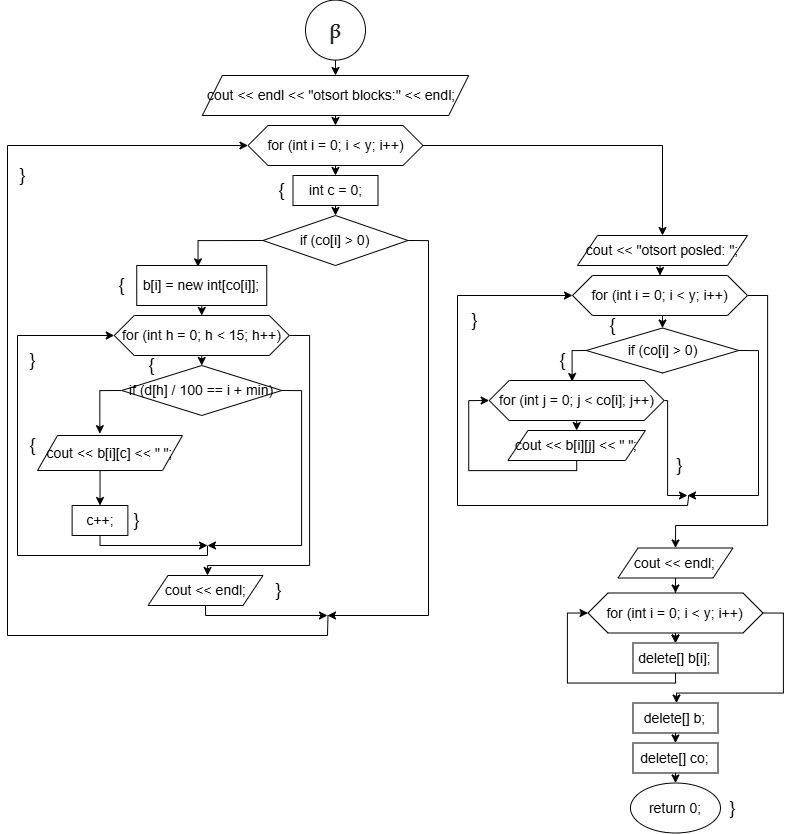 β
cout << endl << "otsort blocks:" << endl;
for (int i = 0; i < y; i++)
}
{
int c = 0;
if (co[i] > 0)
{
b[i] = new int[co[i]];
for (int h = 0; h < 15; h++)
}
{
if (d[h] / 100 == i + min)
{
cout << b[i][c] << " ";
c++;
}
cout << endl;
}
cout << "otsort posled: ";
for (int i = 0; i < y; i++)
}
{
if (co[i] > 0)
{
for (int j = 0; j < co[i]; j++)
cout << b[i][j] << " ";
}
cout << endl;
for (int i = 0; i < y; i++)
delete[] b[i];
delete[] b;
delete[] co;
return 0;
}